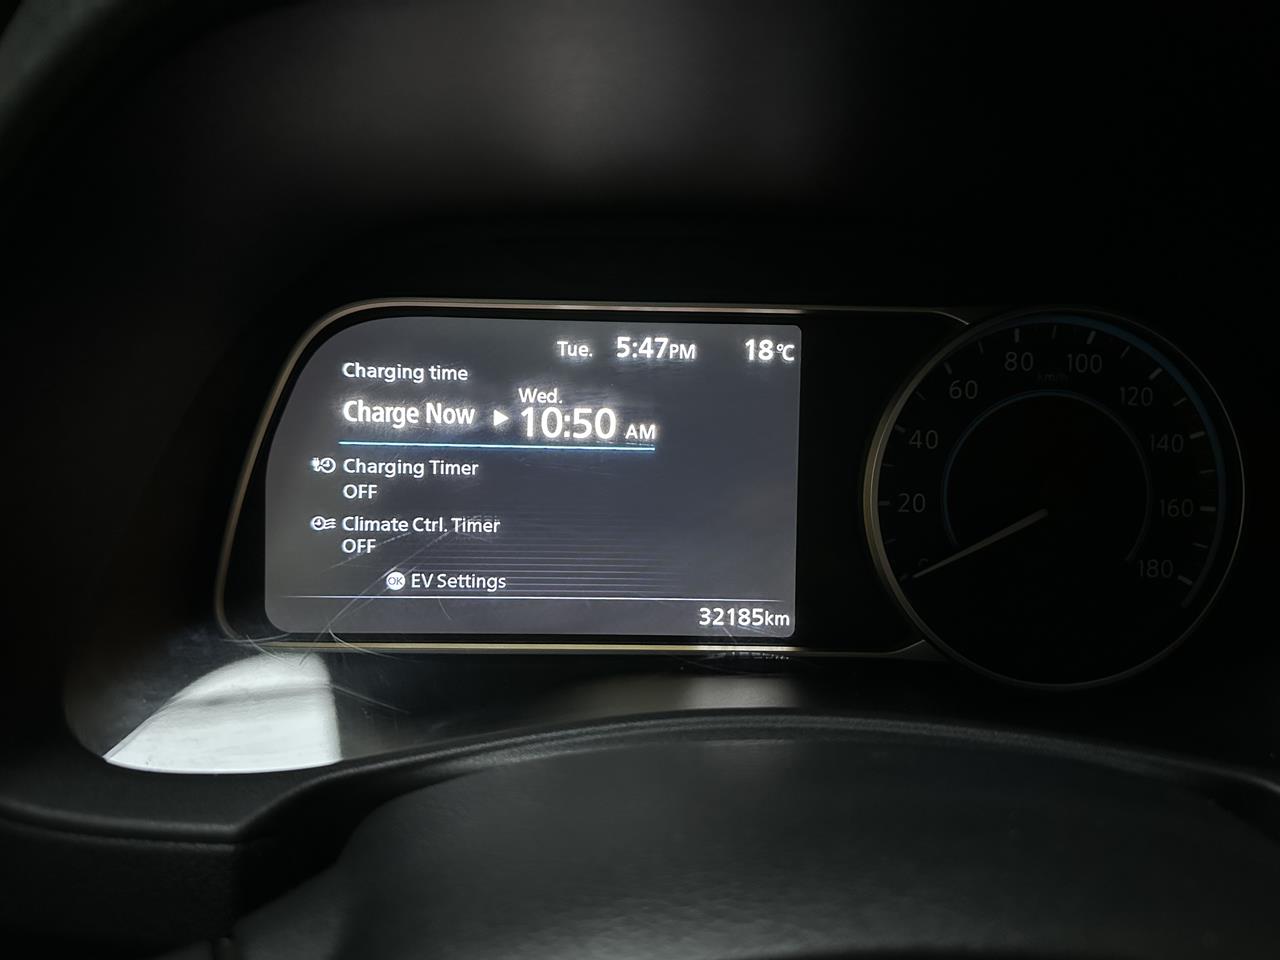 Tue. 5:47PM 18°C
Charging time
Wed.
Charge Now ▶ 10:50 AM
Charging Timer
OFF
Climate Ctrl. Timer
OFF
OK EV Settings
32185km
km/h
20
40
60
80
100
120
140
160
180